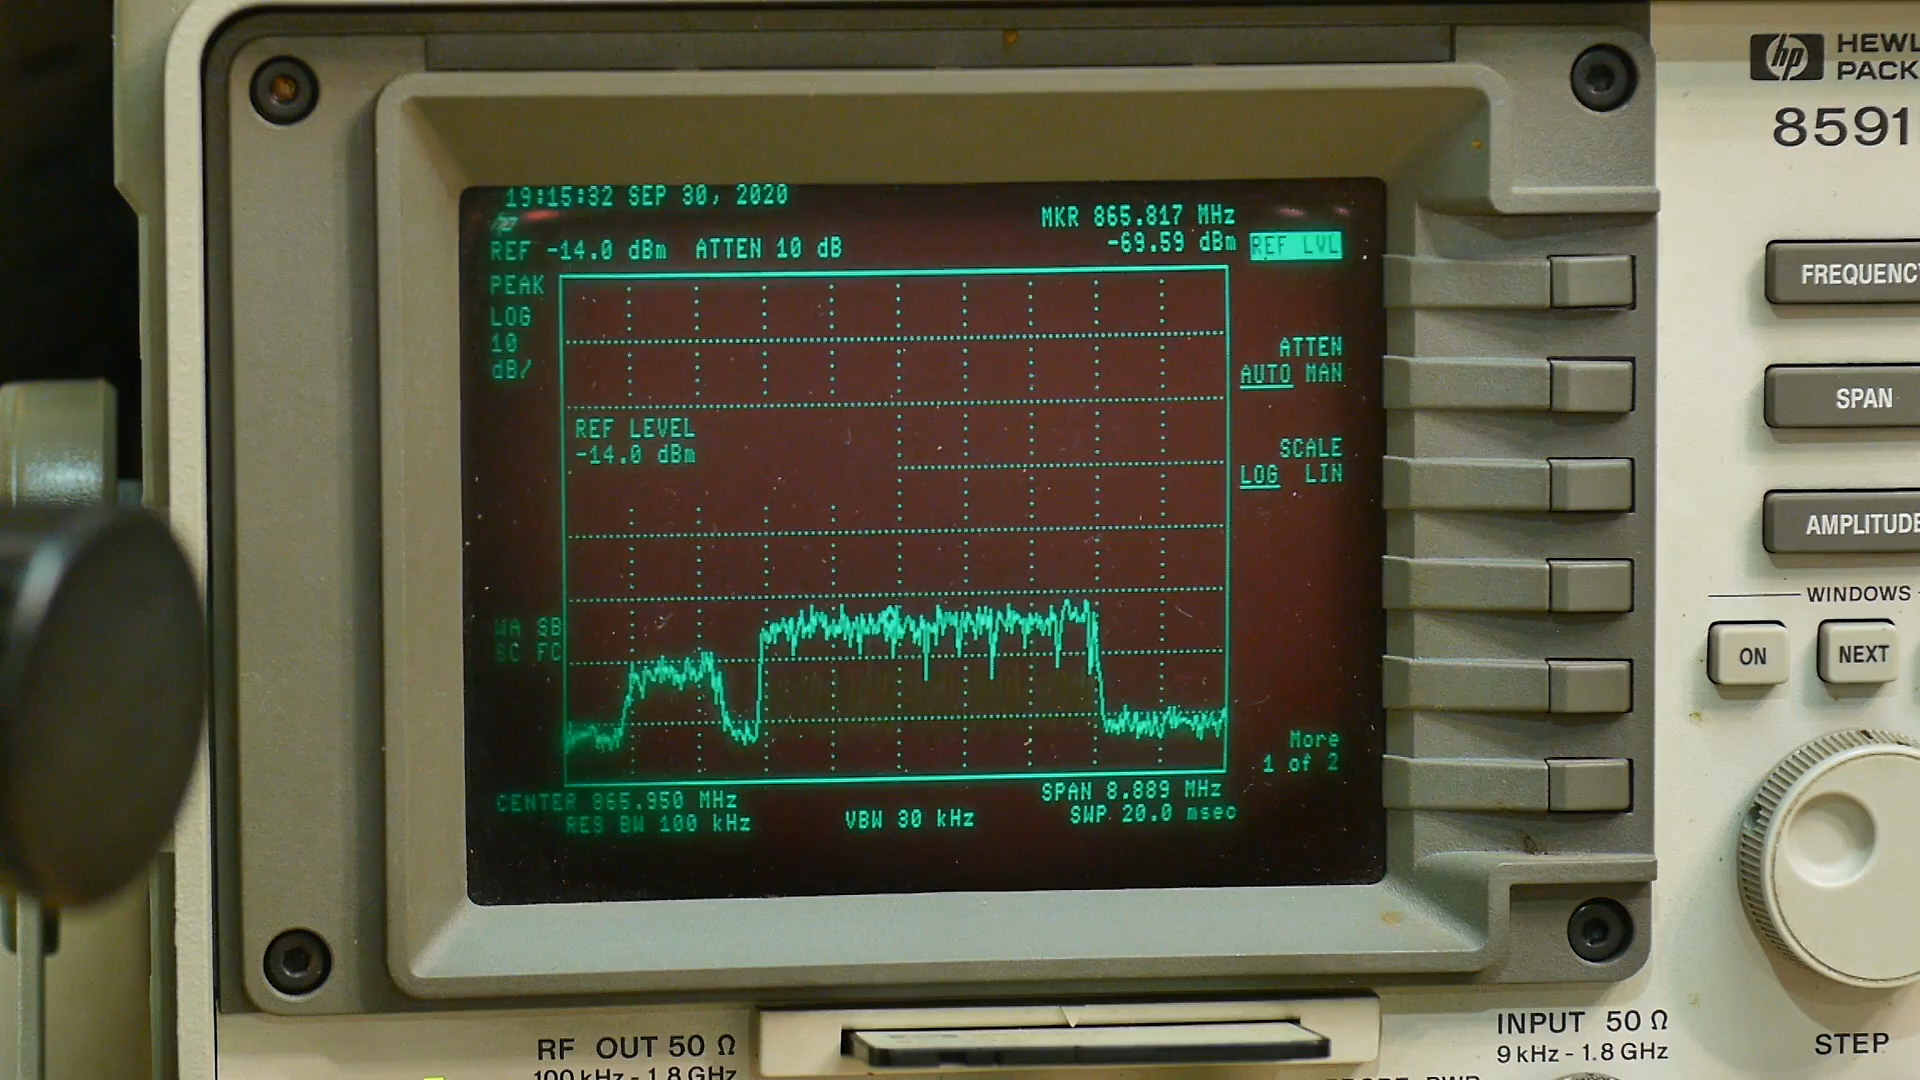 19:15:32 SEP 30, 2020
hp
MKR 865.817 MHz
REF -14.0 dBm ATTEN 10 dB
-69.59 dBm
REF LVL
PEAK
LOG
10
dB/
ATTEN
AUTO MAN
REF LEVEL
-14.0 dBm
SCALE
LOG LIN
WA SB
SC FC
More
1 of 2
CENTER 865.950 MHz
SPAN 8.889 MHz
RES BW 100 kHz
VBW 30 kHz
SWP 20.0 msec
hp
HEWL
PACK
8591
FREQUENCY
SPAN
AMPLITUDE
WINDOWS
ON
NEXT
STEP
RF OUT 50 Ω
100 kHz - 1.8 GHz
INPUT 50 Ω
9 kHz - 1.8 GHz